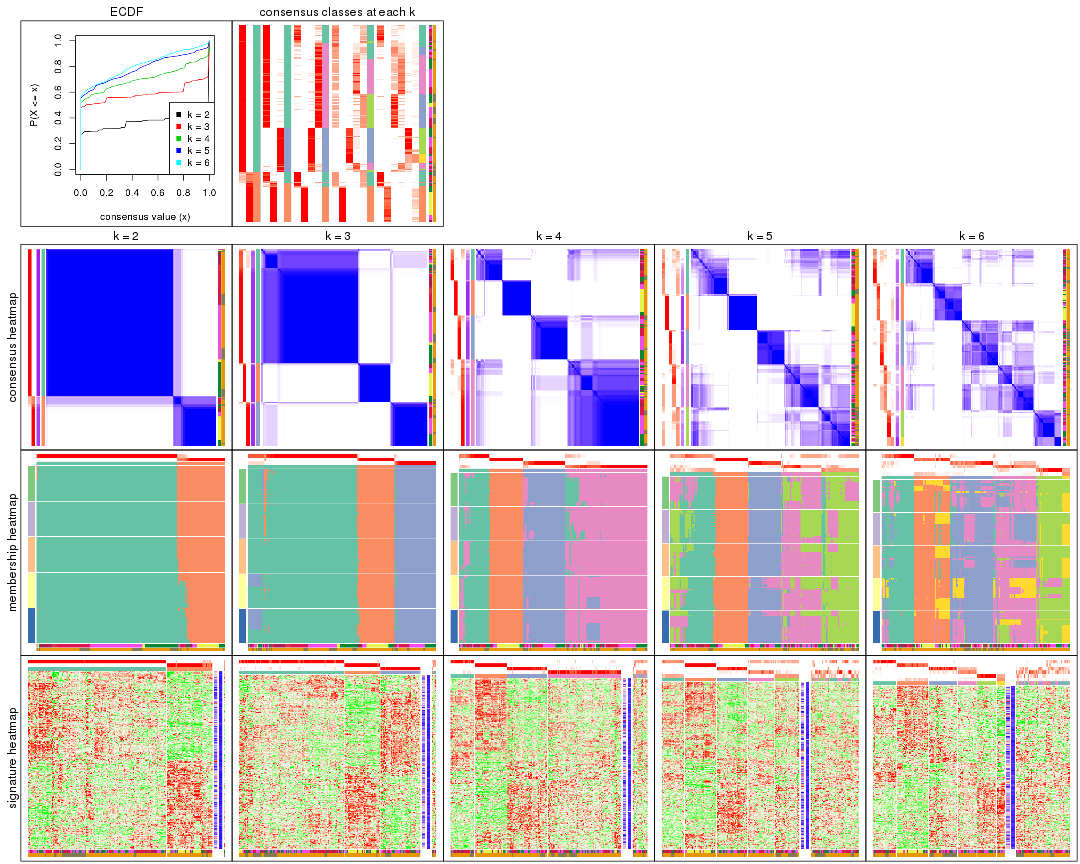 ECDF
consensus classes at each k
P(X <= x)
0.0 0.2 0.4 0.6 0.8 1.0
k = 2
k = 3
k = 4
k = 5
k = 6
0.0 0.2 0.4 0.6 0.8 1.0
consensus value (x)
k = 2 k = 3 k = 4 k = 5 k = 6
consensus heatmap
membership heatmap
signature heatmap